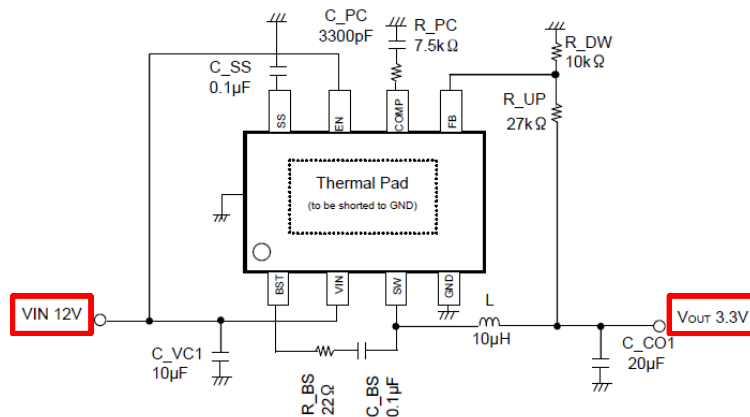 C_PC
3300pF
R_PC
7.5kΩ
R_DW
10kΩ
C_SS
0.1µF
R_UP
27kΩ
SS
EN
COMP
FB
Thermal Pad
(to be shorted to GND)
BST
VIN
SW
GND
VIN 12V
L
10µH
VOUT 3.3V
C_VC1
10µF
R_BS
22Ω
C_BS
0.1µF
C_CO1
20µF